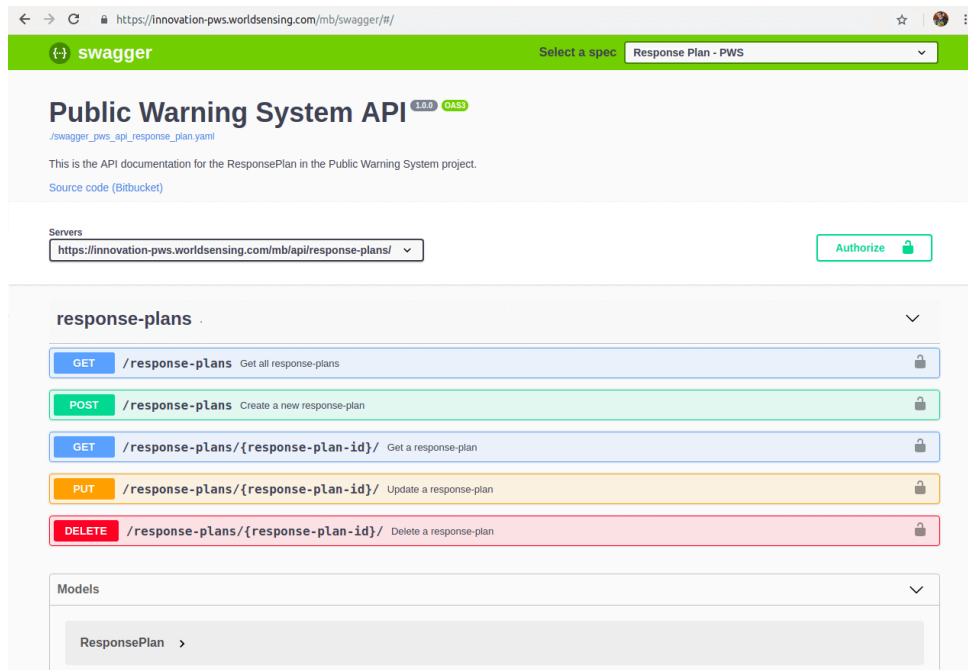 https://innovation-pws.worldsensing.com/mb/swagger/#/
{···} swagger
Select a spec Response Plan - PWS
Public Warning System API 1.0.0 OAS3
./swagger_pws_api_response_plan.yaml
This is the API documentation for the ResponsePlan in the Public Warning System project.
Source code (Bitbucket)
Servers
https://innovation-pws.worldsensing.com/mb/api/response-plans/
Authorize
response-plans .
GET /response-plans Get all response-plans
POST /response-plans Create a new response-plan
GET /response-plans/{response-plan-id}/ Get a response-plan
PUT /response-plans/{response-plan-id}/ Update a response-plan
DELETE /response-plans/{response-plan-id}/ Delete a response-plan
Models
ResponsePlan